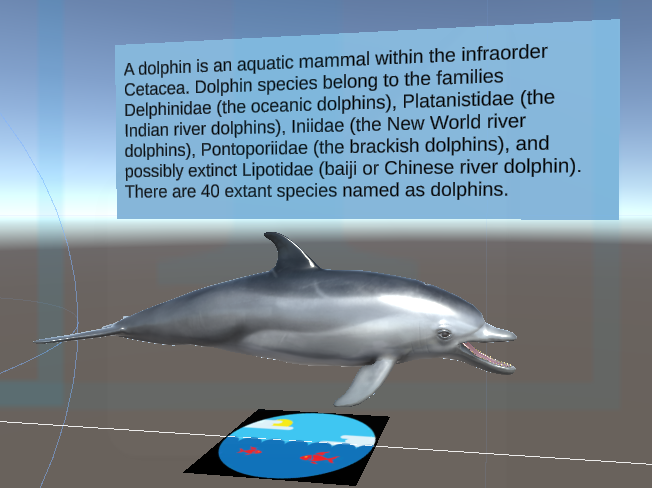 A dolphin is an aquatic mammal within the infraorder
Cetacea. Dolphin species belong to the families
Delphinidae (the oceanic dolphins), Platanistidae (the
Indian river dolphins), Iniidae (the New World river
dolphins), Pontoporiidae (the brackish dolphins), and
possibly extinct Lipotidae (baiji or Chinese river dolphin).
There are 40 extant species named as dolphins.